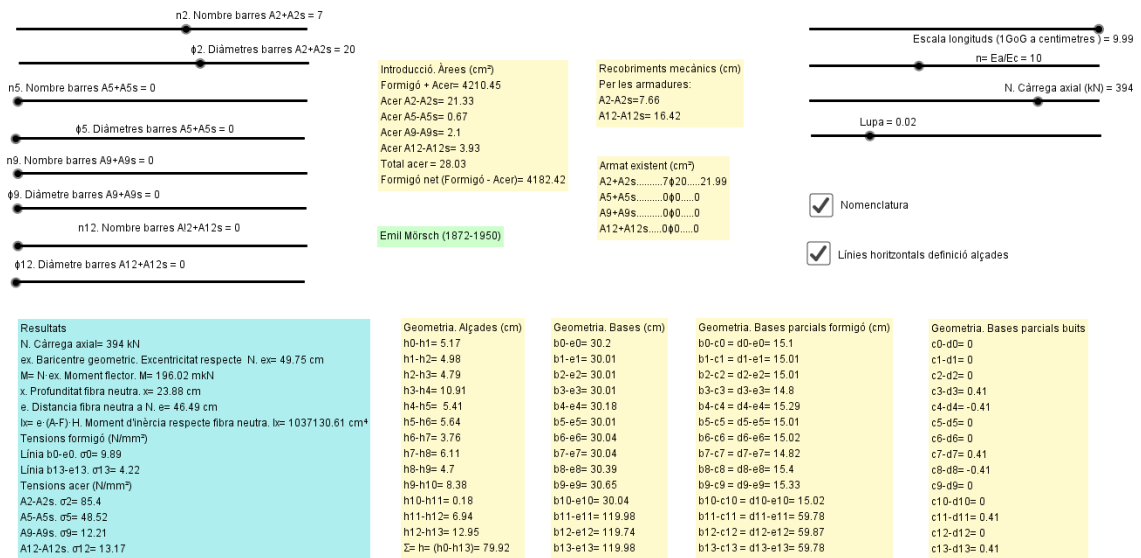 n2. Nombre barres A2+A2s = 7
ϕ2. Diàmetres barres A2+A2s = 20
n5. Nombre barres A5+A5s = 0
ϕ5. Diàmetres barres A5+A5s = 0
n9. Nombre barres A9+A9s = 0
ϕ9. Diàmetre barres A9+A9s = 0
n12. Nombre barres A!2+A12s = 0
ϕ12. Diàmetre barres A12+A12s = 0
Introducció. Àrees (cm²)
Formigó + Acer= 4210.45
Acer A2-A2s= 21.33
Acer A5-A5s= 0.67
Acer A9-A9s= 2.1
Acer A12-A12s= 3.93
Total acer = 28.03
Formigó net (Formigó - Acer)= 4182.42
Emil Mörsch (1872-1950)
Recobriments mecànics (cm)
Per les armadures:
A2-A2s=7.66
A12-A12s= 16.42
Armat existent (cm²)
A2+A2s.........7ϕ20.....21.99
A5+A5s.........0ϕ0.....0
A9+A9s.........0ϕ0.....0
A12+A12s.....0ϕ0.....0
Escala longituds (1GoG a centimetres ) = 9.99
n= Ea/Ec = 10
N. Càrrega axial (kN) = 394
Lupa = 0.02
Nomenclatura
Línies horitzontals definició alçades
Resultats
N. Càrrega axial= 394 kN
ex. Baricentre geometric. Excentricitat respecte N. ex= 49.75 cm
M= N·ex. Moment flector. M= 196.02 mkN
x. Profunditat fibra neutra. x= 23.88 cm
e. Distancia fibra neutra a N. e= 46.49 cm
Ix= e·(A-F)·H. Moment d'inèrcia respecte fibra neutra. Ix= 1037130.61 cm⁴
Tensions formigó (N/mm²)
Línia b0-e0. σ0= 9.89
Línia b13-e13. σ13= 4.22
Tensions acer (N/mm²)
A2-A2s. σ2= 85.4
A5-A5s. σ5= 48.52
A9-A9s. σ9= 12.21
A12-A12s. σ12= 13.17
Geometria. Alçades (cm)
h0-h1= 5.17
h1-h2= 4.98
h2-h3= 4.79
h3-h4= 10.91
h4-h5= 5.41
h5-h6= 5.64
h6-h7= 3.76
h7-h8= 6.11
h8-h9= 4.7
h9-h10= 8.38
h10-h11= 0.18
h11-h12= 6.94
h12-h13= 12.95
Σ= h= (h0-h13)= 79.92
Geometria. Bases (cm)
b0-e0= 30.2
b1-e1= 30.01
b2-e2= 30.01
b3-e3= 30.01
b4-e4= 30.18
b5-e5= 30.01
b6-e6= 30.04
b7-e7= 30.04
b8-e8= 30.39
b9-e9= 30.65
b10-e10= 30.04
b11-e11= 119.98
b12-e12= 119.74
b13-e13= 119.98
Geometria. Bases parcials formigó (cm)
b0-c0 = d0-e0= 15.1
b1-c1 = d1-e1= 15.01
b2-c2 = d2-e2= 15.01
b3-c3 = d3-e3= 14.8
b4-c4 = d4-e4= 15.29
b5-c5 = d5-e5= 15.01
b6-c6 = d6-e6= 15.02
b7-c7 = d7-e7= 14.82
b8-c8 = d8-e8= 15.4
b9-c9 = d9-e9= 15.33
b10-c10 = d10-e10= 15.02
b11-c11 = d11-e11= 59.78
b12-c12 = d12-e12= 59.87
b13-c13 = d13-e13= 59.78
Geometria. Bases parcials buits
c0-d0= 0
c1-d1= 0
c2-d2= 0
c3-d3= 0.41
c4-d4= -0.41
c5-d5= 0
c6-d6= 0
c7-d7= 0.41
c8-d8= -0.41
c9-d9= 0
c10-d10= 0
c11-d11= 0.41
c12-d12= 0
c13-d13= 0.41